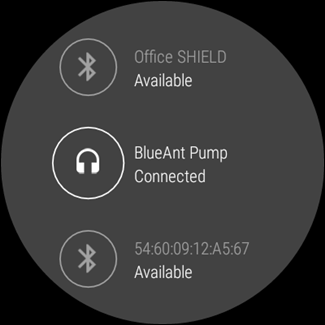 Office SHIELD
Available
BlueAnt Pump
Connected
54:60:09:12:A5:67
Available